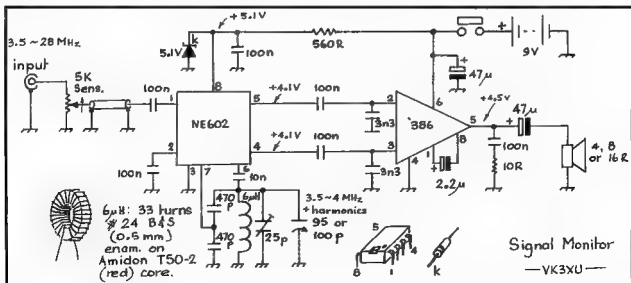 3.5~28 MHz
input
5K
Sens.
100n
1
5.1V
k
+5.1V
100n
560R
+
9V
+
47µ
8
NE602
5
+4.1V
100n
2
6
3n3
'386
+4.5V
5
+
47µ
4
+4.1V
100n
3
3n3
4
1
+
8
2.2µ
100n
10R
4, 8
or 16R
2
100n
3
7
6
10n
470
p
470
p
6µH
25p
3.5~4 MHz
+ harmonics
95 or
100 p
6µH: 33 turns
# 24 B&S
(0.5 mm)
enam. on
Amidon T50-2
(red) core.
5
4
8
1
k
Signal Monitor
— VK3XU —